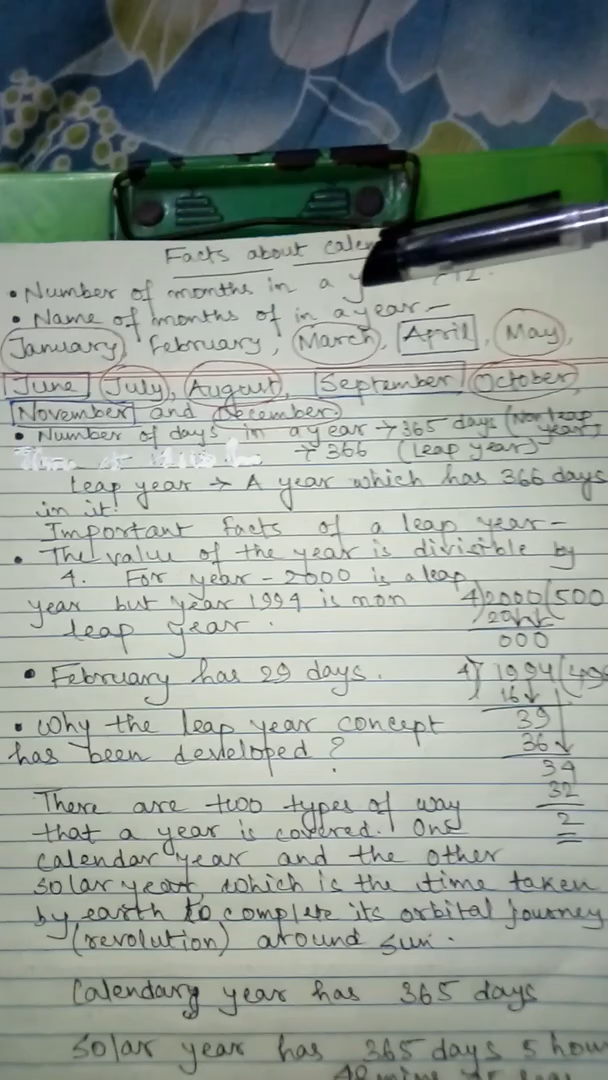 Facts about calen
• Number of months in a y 12.
• Name of months of in a year —
January, February, March, April, May,
June, July, August, September, October,
November and December
• Number of days in a year → 365 days (Non leap year)
→ 366 (Leap year)
Leap year → A year which has 366 days
in it.
Important facts of a leap year —
• The value of the year is divisible by
4. For year - 2000 is a leap
year but year 1994 is non
leap year.
4)2000(500
20
000
• February has 29 days.
4) 1994(49
16
39
36
34
32
2
• Why the leap year concept
has been developed?
There are two types of way
that a year is covered. One
calendar year and the other
solar year, which is the time taken
by earth to complete its orbital journey
(revolution) around sun.
Calendary year has 365 days
Solar year has 365 days 5 hou